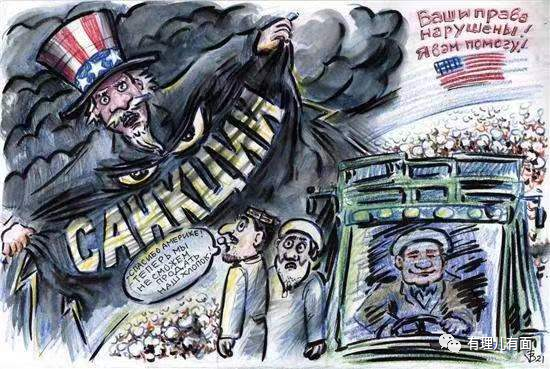 Ваши права
нарушены!
Я вам помогу!
САНКЦИИ
СПАСИБО АМЕРИКЕ!
ТЕПЕРЬ МЫ
НЕ СМОЖЕМ
ПРОДАТЬ
НАШ ХЛОПОК
有理儿有面
21